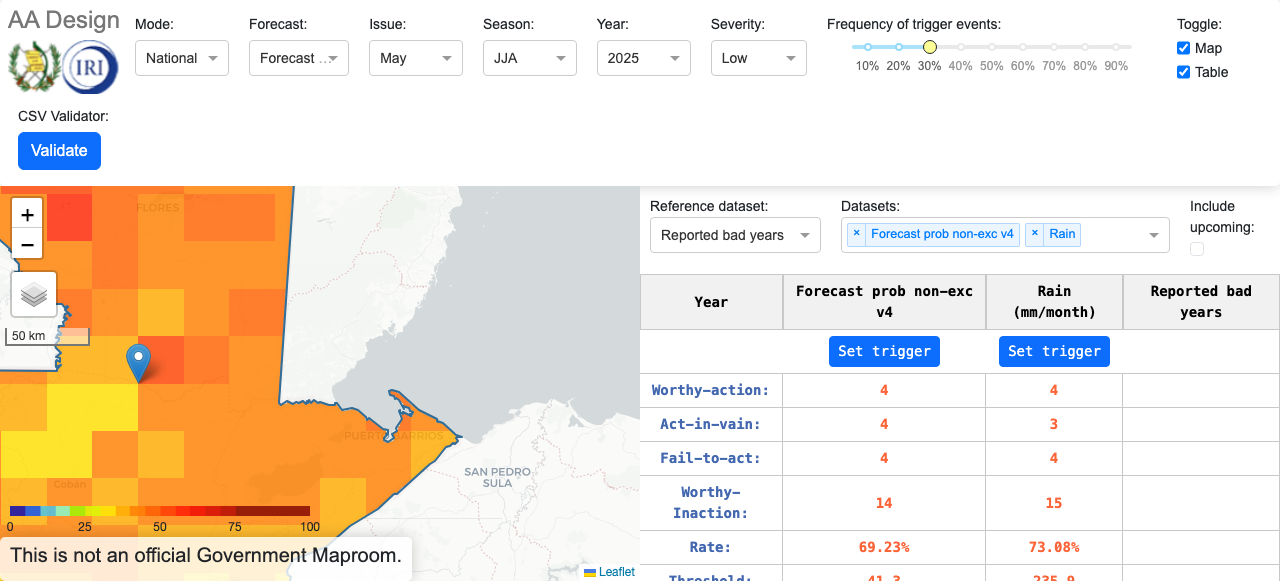 AA Design
IRI
Mode:
National
Forecast:
Forecast ...
Issue:
May
Season:
JJA
Year:
2025
Severity:
Low
Frequency of trigger events:
10% 20% 30% 40% 50% 60% 70% 80% 90%
Toggle:
Map
Table
CSV Validator:
Validate
FLORES
+
−
50 km
PUERTO BARRIOS
SAN PEDRO
SULA
Cobán
0 25 50 75 100
This is not an official Government Maproom.
Leaflet
Reference dataset:
Reported bad years
Datasets:
× Forecast prob non-exc v4
× Rain
Include
upcoming:
Year
Forecast prob non-exc
v4
Rain
(mm/month)
Reported bad
years
Set trigger Set trigger
Worthy-action: 4 4
Act-in-vain: 4 3
Fail-to-act: 4 4
Worthy-
Inaction:
14 15
Rate: 69.23% 73.08%
Threshold: 41.3 235.9